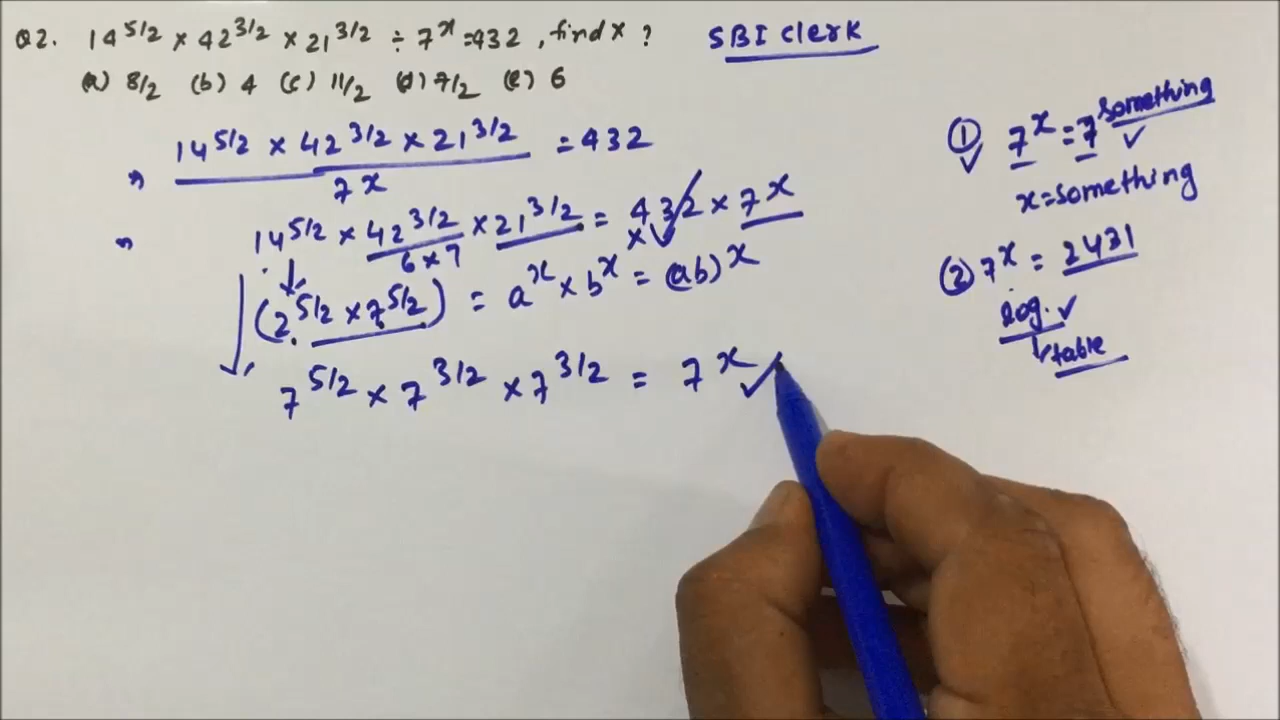 Q2. 14^5/2 × 42^3/2 × 21^3/2 ÷ 7^x = 432 , find x ?
SBI Clerk
(a) 8/2 (b) 4 (c) 11/2 (d) 7/2 (e) 6
⇒ 14^5/2 × 42^3/2 × 21^3/2 = 432
7^x
⇒ 14^5/2 × 42^3/2 × 21^3/2 = 432 × 7^x
6×7 ×
(2^5/2 × 7^5/2) = a^x × b^x = (ab)^x
7^5/2 × 7^3/2 × 7^3/2 = 7^x
① 7^x = 7^something
x = something
② 7^x = 2431
log.
table